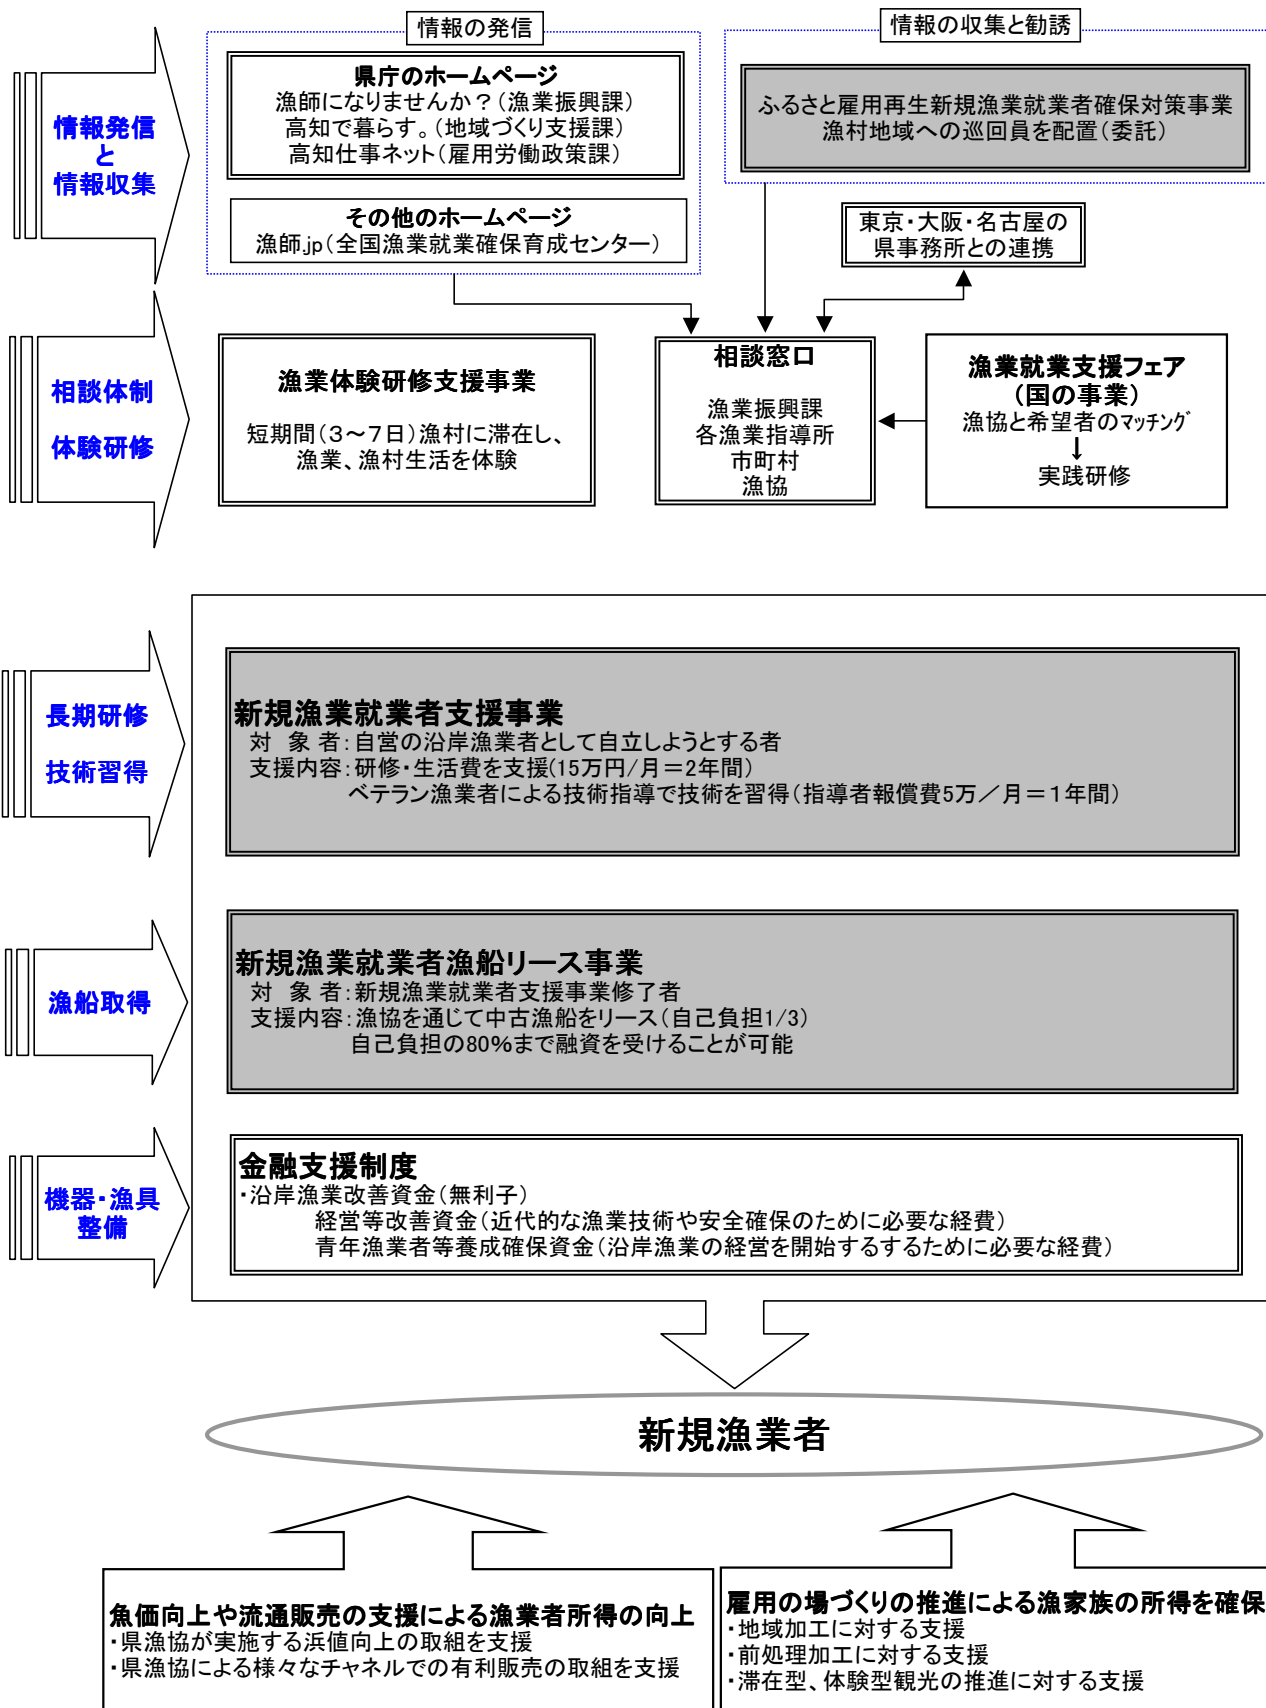 情報の発信
情報の収集と勧誘
情報発信
と
情報収集
県庁のホームページ
漁師になりませんか？(漁業振興課)
高知で暮らす。(地域づくり支援課)
高知仕事ネット(雇用労働政策課)
その他のホームページ
漁師.jp(全国漁業就業確保育成センター)
ふるさと雇用再生新規漁業就業者確保対策事業
漁村地域への巡回員を配置(委託)
東京・大阪・名古屋の
県事務所との連携
相談体制
体験研修
漁業体験研修支援事業
短期間(３～７日)漁村に滞在し、
漁業、漁村生活を体験
相談窓口
漁業振興課
各漁業指導所
市町村
漁協
漁業就業支援フェア
(国の事業)
漁協と希望者のマッチング
↓
実践研修
長期研修
技術習得
新規漁業就業者支援事業
対　象 者：自営の沿岸漁業者として自立しようとする者
支援内容：研修・生活費を支援(15万円/月＝2年間)
ベテラン漁業者による技術指導で技術を習得(指導者報償費5万／月＝１年間)
漁船取得
新規漁業就業者漁船リース事業
対　象 者：新規漁業就業者支援事業修了者
支援内容：漁協を通じて中古漁船をリース(自己負担1/3)
自己負担の80%まで融資を受けることが可能
機器・漁具
整備
金融支援制度
・沿岸漁業改善資金(無利子)
経営等改善資金(近代的な漁業技術や安全確保のために必要な経費)
青年漁業者等養成確保資金(沿岸漁業の経営を開始するするために必要な経費)
新規漁業者
魚価向上や流通販売の支援による漁業者所得の向上
・県漁協が実施する浜値向上の取組を支援
・県漁協による様々なチャネルでの有利販売の取組を支援
雇用の場づくりの推進による漁家族の所得を確保
・地域加工に対する支援
・前処理加工に対する支援
・滞在型、体験型観光の推進に対する支援